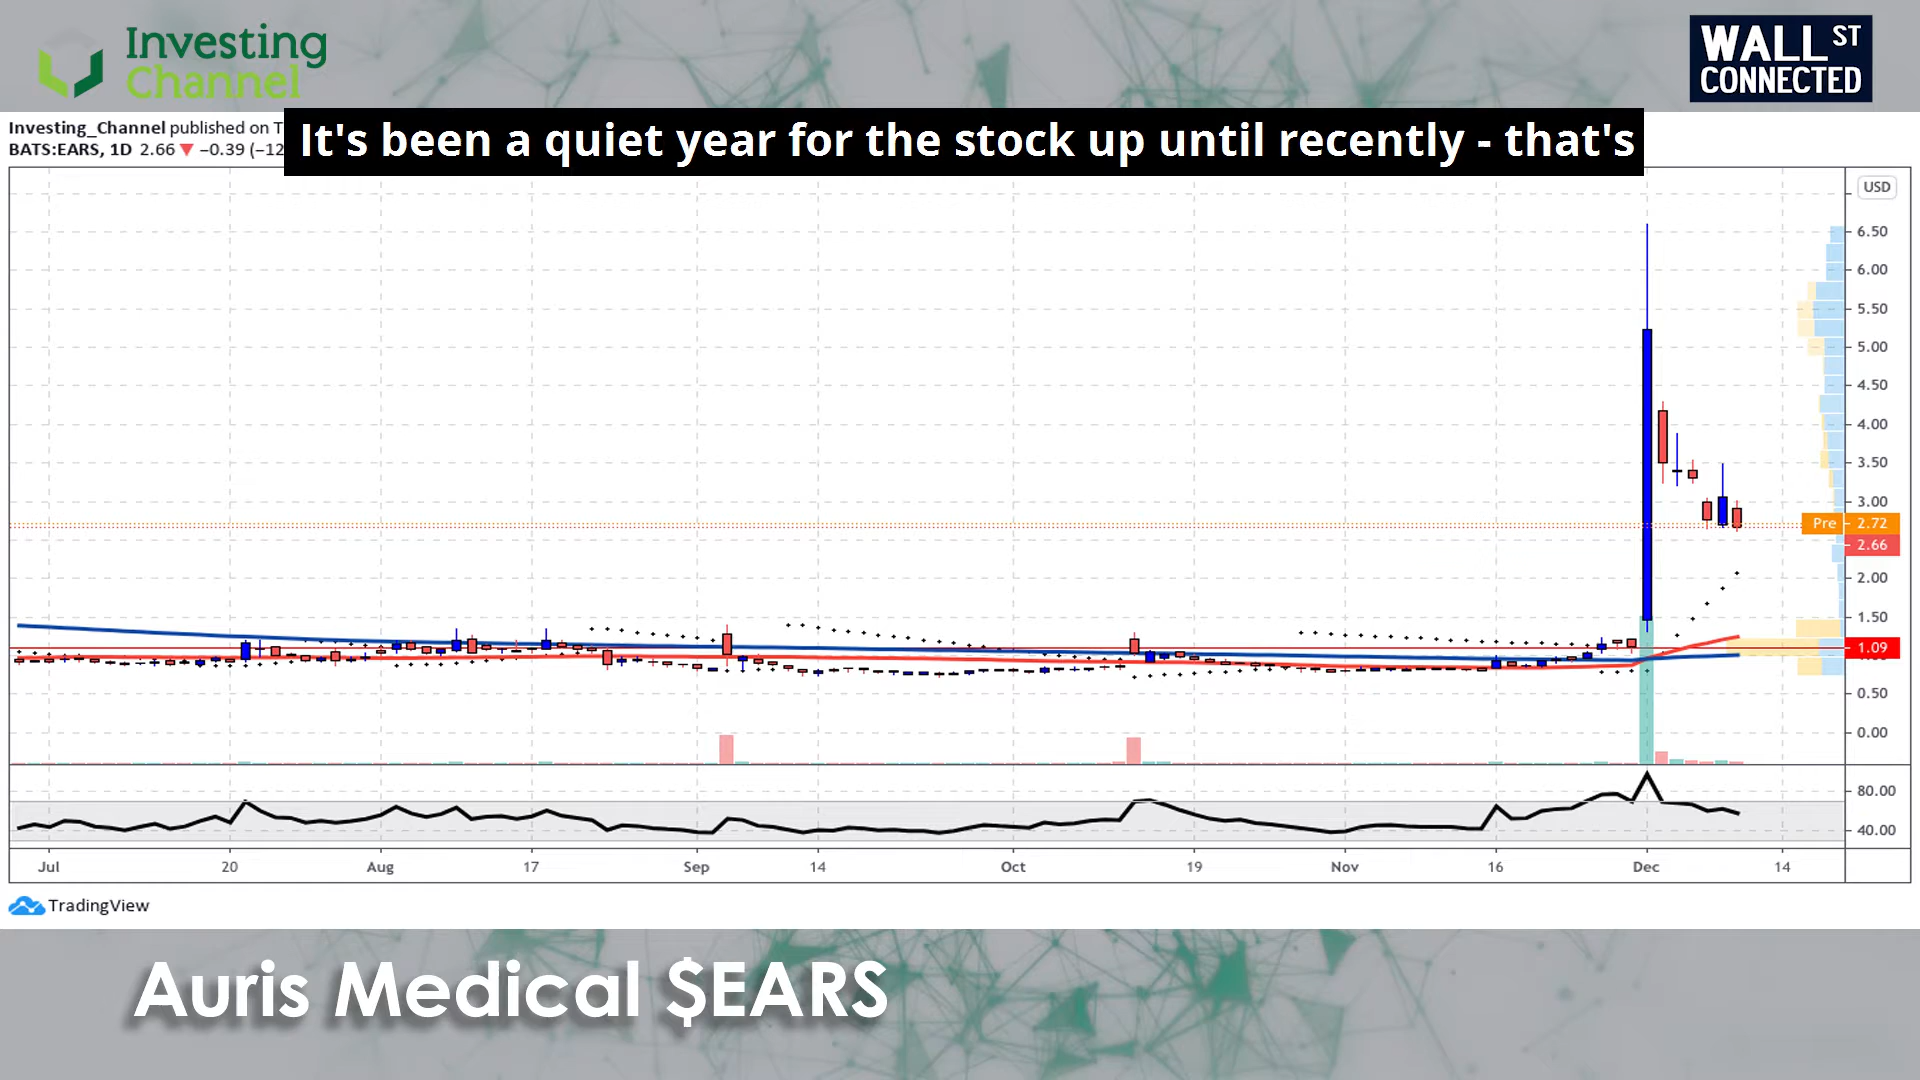 Investing
Channel
WALL ST
CONNECTED
It's been a quiet year for the stock up until recently - that's
Investing_Channel published on T
BATS:EARS, 1D 2.66 ▼ −0.39 (−12
USD
6.50
6.00
5.50
5.00
4.50
4.00
3.50
3.00
Pre 2.72
2.66
2.00
1.50
1.09
0.50
0.00
80.00
40.00
Jul 20 Aug 17 Sep 14 Oct 19 Nov 16 Dec 14
TradingView
Auris Medical $EARS